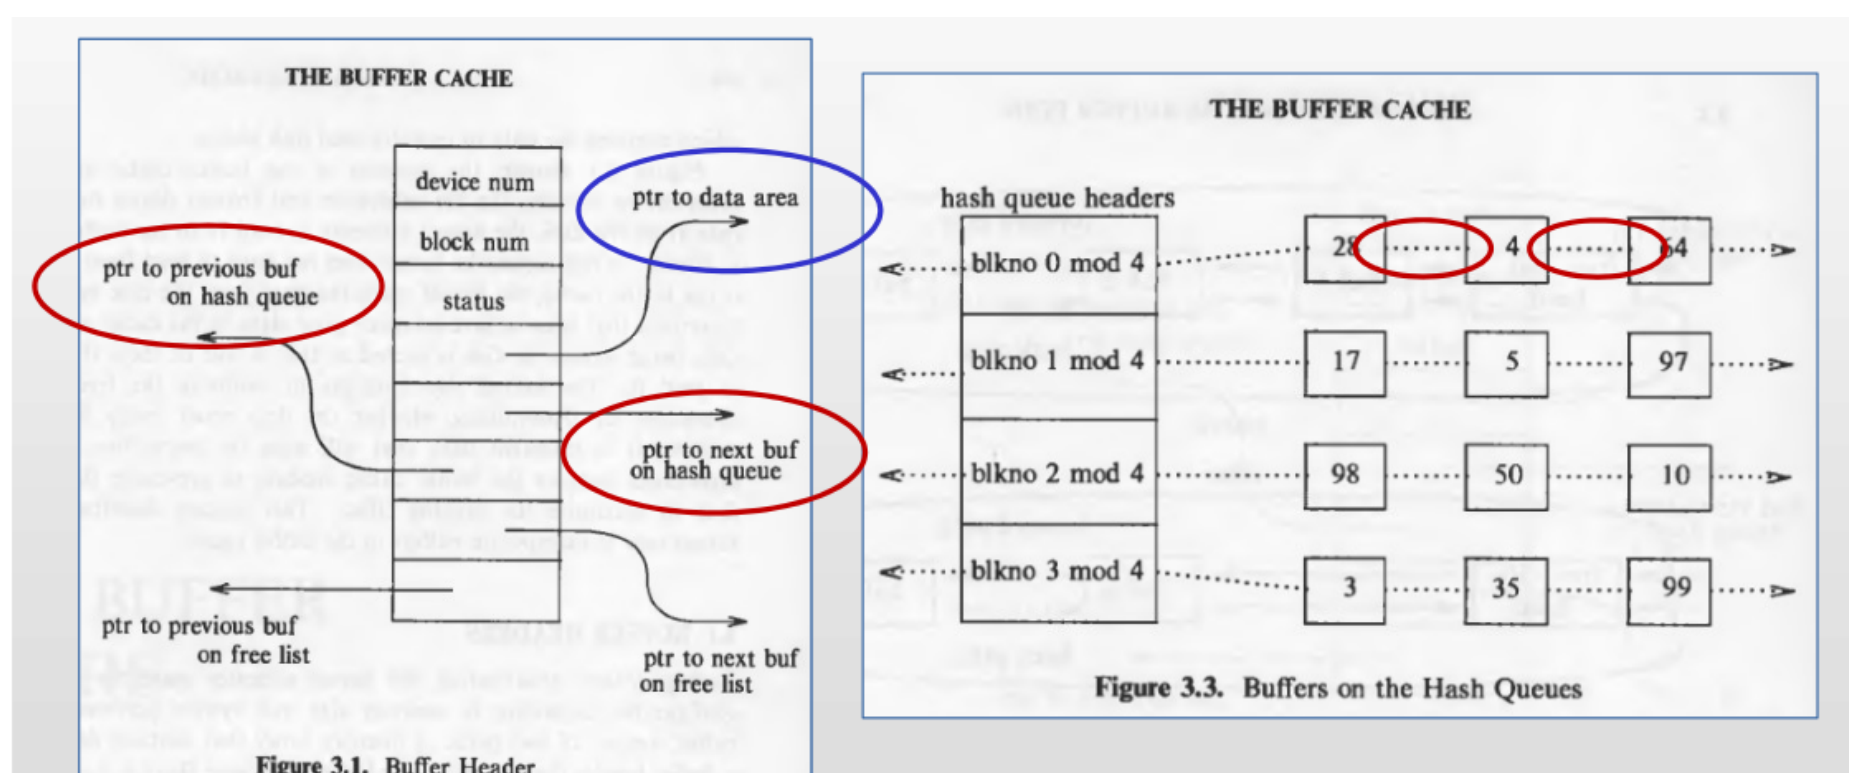 THE BUFFER CACHE
device num
block num
status
ptr to data area
ptr to previous buf
on hash queue
ptr to next buf
on hash queue
ptr to previous buf
on free list
ptr to next buf
on free list
Figure 3.1. Buffer Header
THE BUFFER CACHE
hash queue headers
blkno 0 mod 4
28 4 64
blkno 1 mod 4
17 5 97
blkno 2 mod 4
98 50 10
blkno 3 mod 4
3 35 99
Figure 3.3. Buffers on the Hash Queues